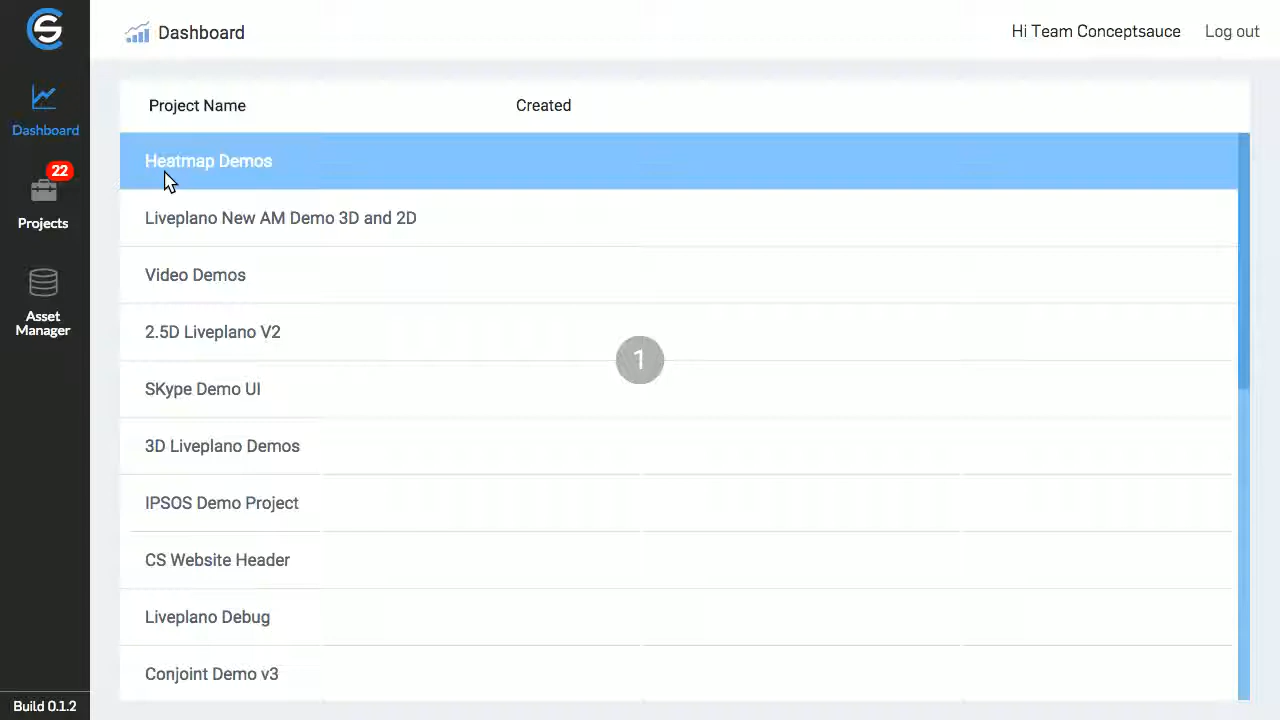 Dashboard
Hi Team Conceptsauce
Log out
Dashboard
22
Projects
Asset
Manager
Build 0.1.2
Project Name
Created
Heatmap Demos
Liveplano New AM Demo 3D and 2D
Video Demos
2.5D Liveplano V2
1
SKype Demo UI
3D Liveplano Demos
IPSOS Demo Project
CS Website Header
Liveplano Debug
Conjoint Demo v3